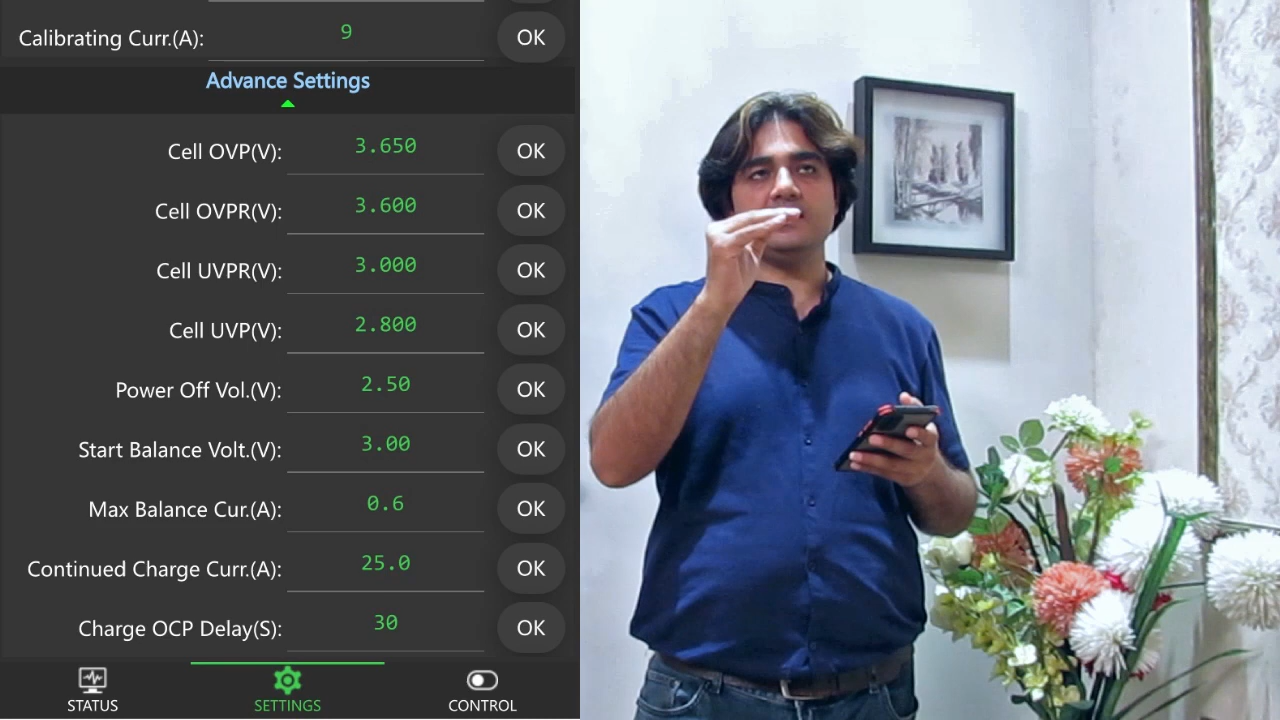 Calibrating Curr.(A): 9 OK
Advance Settings
Cell OVP(V): 3.650 OK
Cell OVPR(V): 3.600 OK
Cell UVPR(V): 3.000 OK
Cell UVP(V): 2.800 OK
Power Off Vol.(V): 2.50 OK
Start Balance Volt.(V): 3.00 OK
Max Balance Cur.(A): 0.6 OK
Continued Charge Curr.(A): 25.0 OK
Charge OCP Delay(S): 30 OK
STATUS SETTINGS CONTROL